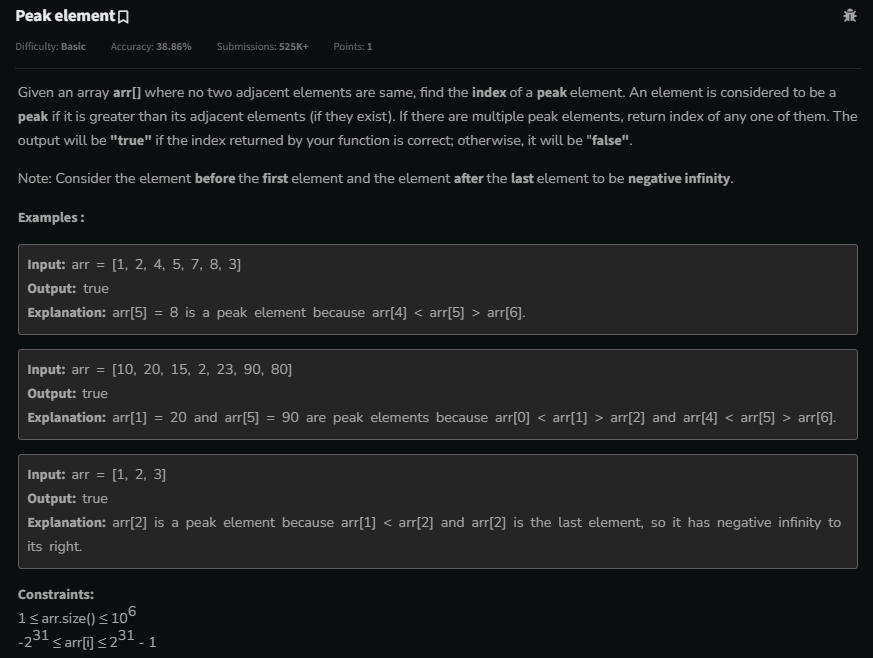 Peak element
Difficulty: Basic Accuracy: 38.86% Submissions: 525K+ Points: 1
Given an array arr[] where no two adjacent elements are same, find the index of a peak element. An element is considered to be a
peak if it is greater than its adjacent elements (if they exist). If there are multiple peak elements, return index of any one of them. The
output will be "true" if the index returned by your function is correct; otherwise, it will be "false".
Note: Consider the element before the first element and the element after the last element to be negative infinity.
Examples :
Input: arr = [1, 2, 4, 5, 7, 8, 3]
Output: true
Explanation: arr[5] = 8 is a peak element because arr[4] < arr[5] > arr[6].
Input: arr = [10, 20, 15, 2, 23, 90, 80]
Output: true
Explanation: arr[1] = 20 and arr[5] = 90 are peak elements because arr[0] < arr[1] > arr[2] and arr[4] < arr[5] > arr[6].
Input: arr = [1, 2, 3]
Output: true
Explanation: arr[2] is a peak element because arr[1] < arr[2] and arr[2] is the last element, so it has negative infinity to
its right.
Constraints:
1 ≤ arr.size() ≤ 10^6
-2^31 ≤ arr[i] ≤ 2^31 - 1